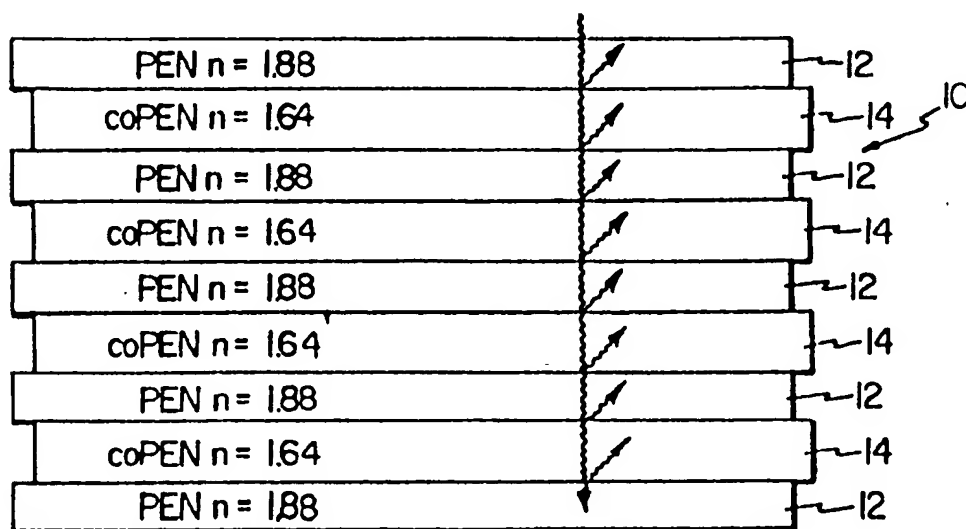 PEN n = 1.88 12
coPEN n = 1.64 14 10
PEN n = 1.88 12
coPEN n = 1.64 14
PEN n = 1.88 12
coPEN n = 1.64 14
PEN n = 1.88 12
coPEN n = 1.64 14
PEN n = 1.88 12